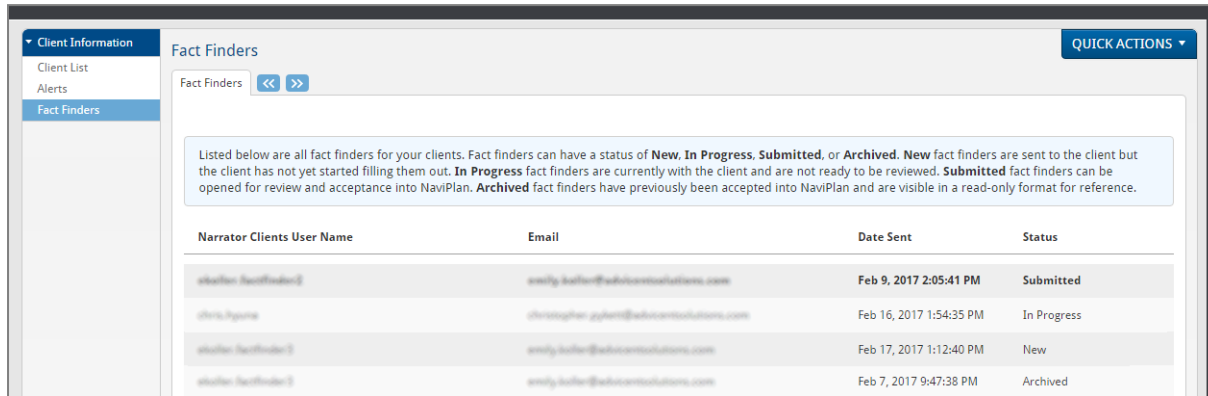 Client Information
Client List
Alerts
Fact Finders
Fact Finders
QUICK ACTIONS
Fact Finders
Listed below are all fact finders for your clients. Fact finders can have a status of New, In Progress, Submitted, or Archived. New fact finders are sent to the client but
the client has not yet started filling them out. In Progress fact finders are currently with the client and are not ready to be reviewed. Submitted fact finders can be
opened for review and acceptance into NaviPlan. Archived fact finders have previously been accepted into NaviPlan and are visible in a read-only format for reference.
Narrator Clients User Name Email Date Sent Status
Feb 9, 2017 2:05:41 PM Submitted
Feb 16, 2017 1:54:35 PM In Progress
Feb 17, 2017 1:12:40 PM New
Feb 7, 2017 9:47:38 PM Archived